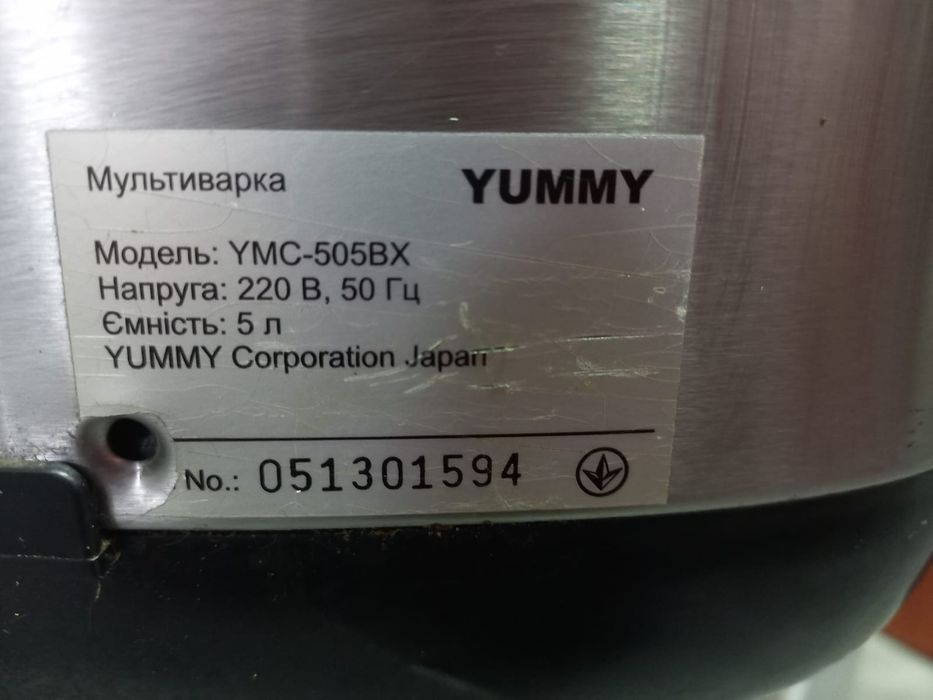 Мультиварка YUMMY
Модель: YMC-505BX
Напруга: 220 В, 50 Гц
Ємність: 5 л
YUMMY Corporation Japan
No.: 051301594